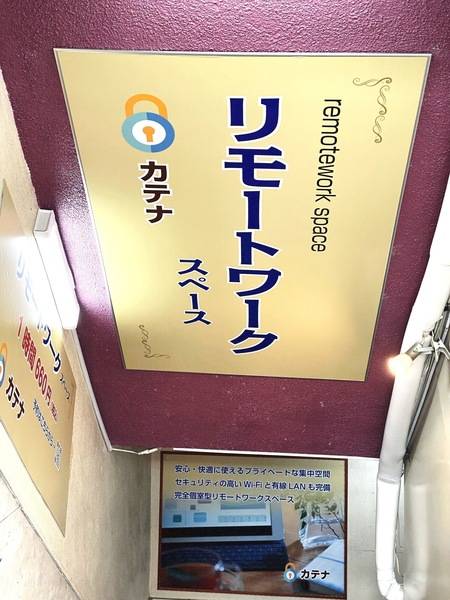 remotework space
リモートワーク
スペース
カテナ
リモートワーク
1時間 660円
カテナ
安心・快適に使えるプライベートな集中空間
セキュリティの高いWi-Fiと有線LANも完備
完全個室型リモートワークスペース
カテナ